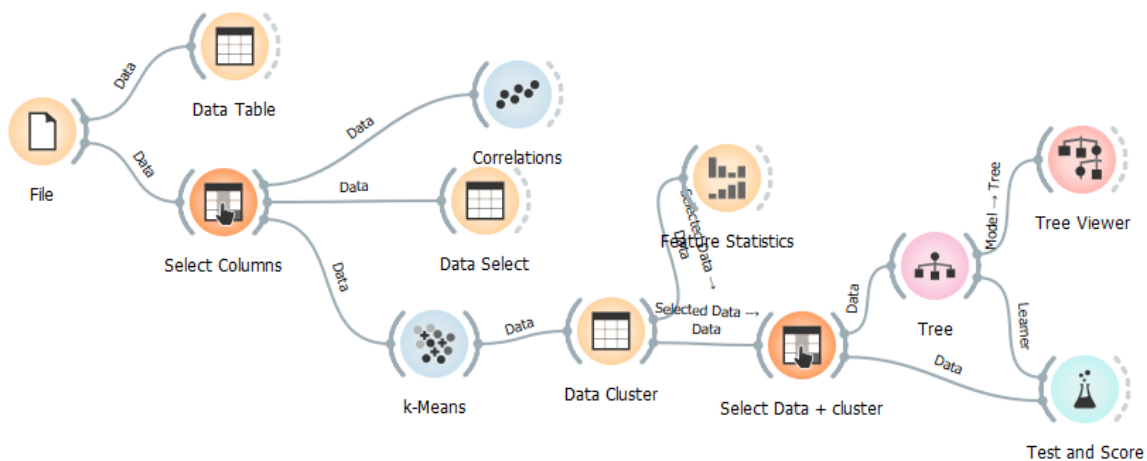 Data
Data Table
File
Data
Data
Correlations
Data
Select Columns
Data Select
Data
Selected Data →
Data
Feature Statistics
Model → Tree
Tree Viewer
k-Means
Data
Data Cluster
Selected Data →
Data
Select Data + cluster
Data
Tree
Learner
Data
Test and Score